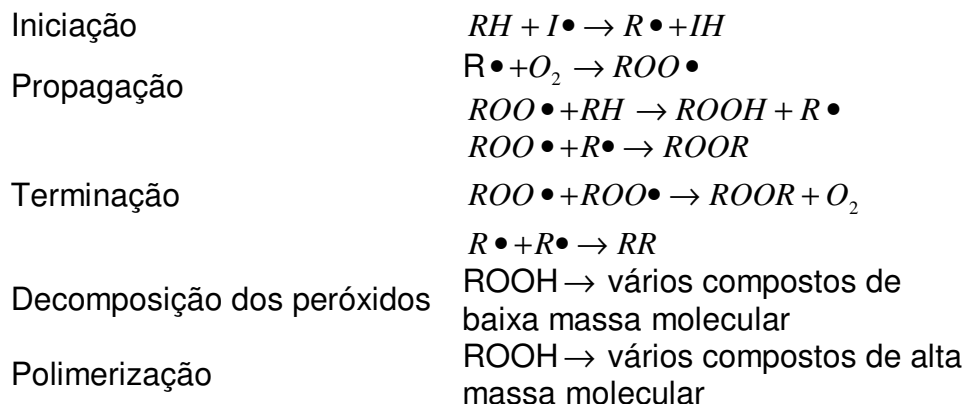 Iniciação RH + I• → R • +IH
R • +O₂ → ROO •
Propagação
ROO • +RH → ROOH + R •
ROO • +R• → ROOR
Terminação ROO • +ROO• → ROOR + O₂
R • +R• → RR
Decomposição dos peróxidos ROOH → vários compostos de
baixa massa molecular
Polimerização ROOH → vários compostos de alta
massa molecular